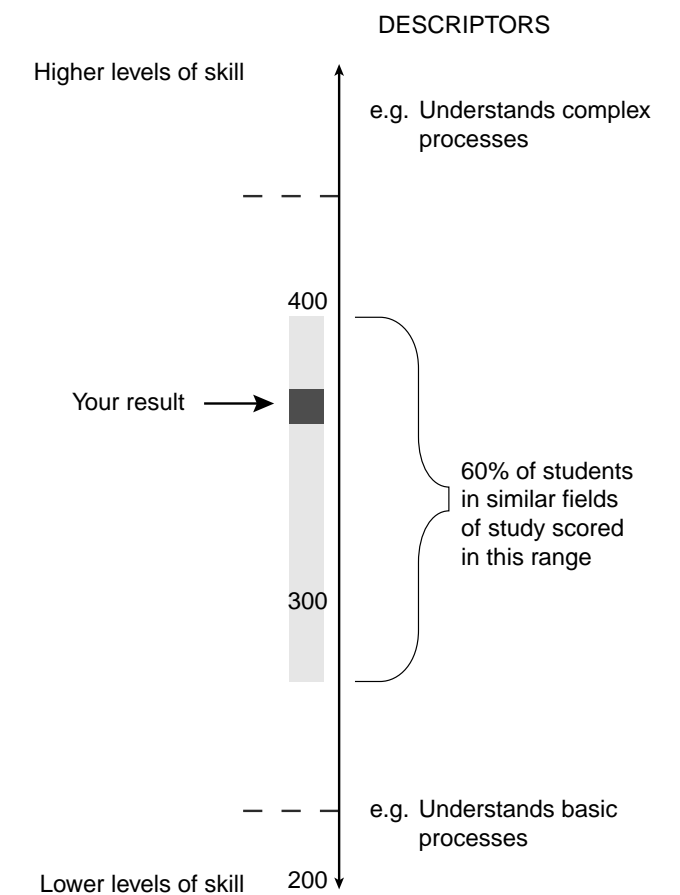 DESCRIPTORS
Higher levels of skill
e.g. Understands complex
processes
400
Your result
60% of students
in similar fields
of study scored
in this range
300
e.g. Understands basic
processes
Lower levels of skill
200